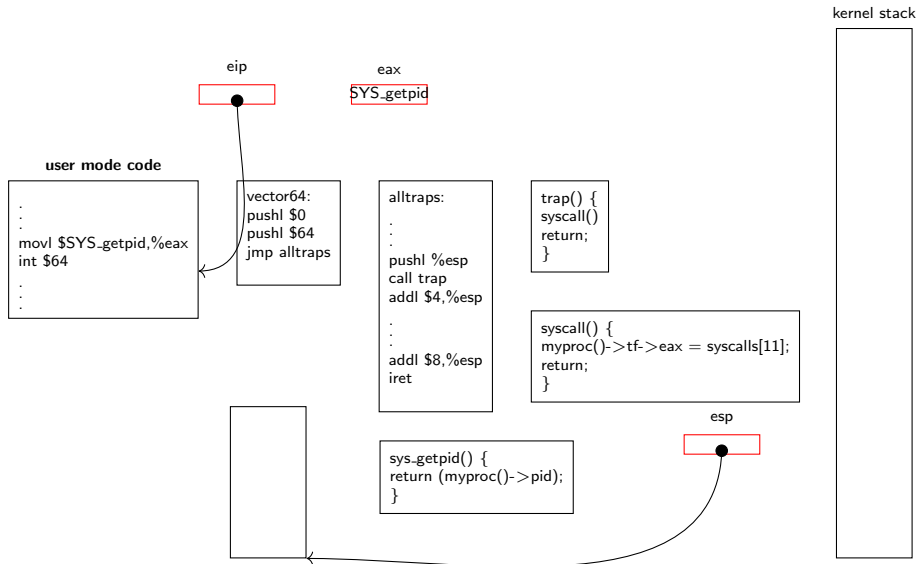 kernel stack
eip
eax
SYS_getpid
user mode code
.
.
.
movl $SYS_getpid,%eax
int $64
.
.
.
vector64:
pushl $0
pushl $64
jmp alltraps
alltraps:
.
.
.
pushl %esp
call trap
addl $4,%esp
.
.
.
addl $8,%esp
iret
trap() {
syscall()
return;
}
syscall() {
myproc()->tf->eax = syscalls[11];
return;
}
esp
sys_getpid() {
return (myproc()->pid);
}